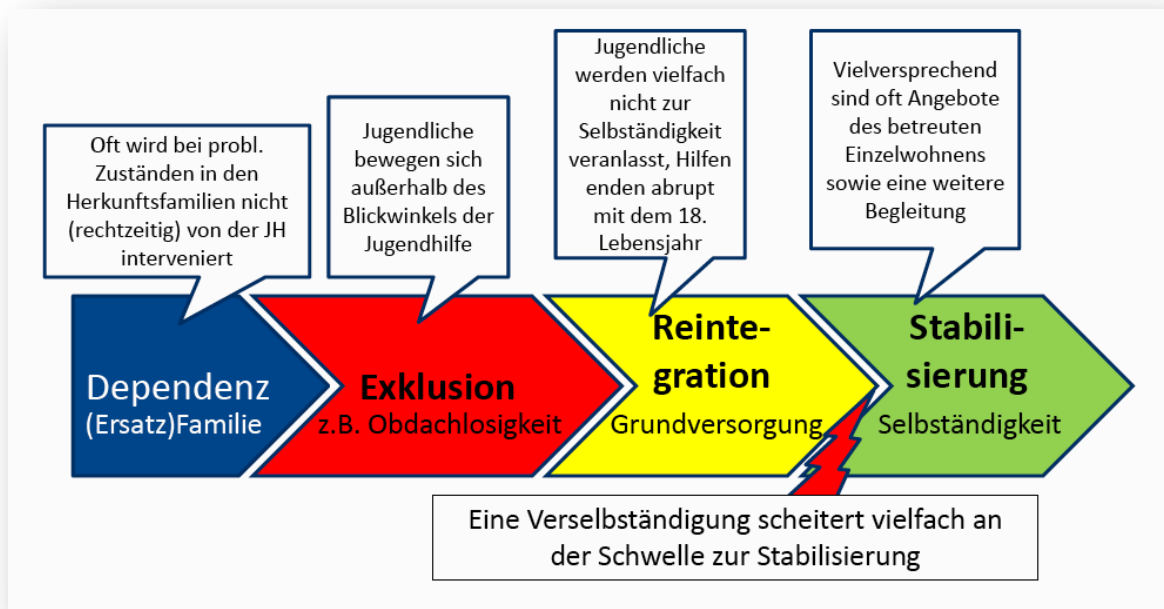 Oft wird bei probl.
Zuständen in den
Herkunftsfamilien nicht
(rechtzeitig) von der JH
interveniert
Jugendliche
bewegen sich
außerhalb des
Blickwinkels der
Jugendhilfe
Jugendliche
werden vielfach
nicht zur
Selbständigkeit
veranlasst, Hilfen
enden abrupt
mit dem 18.
Lebensjahr
Vielversprechend
sind oft Angebote
des betreuten
Einzelwohnens
sowie eine weitere
Begleitung
Dependenz
(Ersatz)Familie
Exklusion
z.B. Obdachlosigkeit
Reinte-
gration
Grundversorgung
Stabili-
sierung
Selbständigkeit
Eine Verselbständigung scheitert vielfach an
der Schwelle zur Stabilisierung